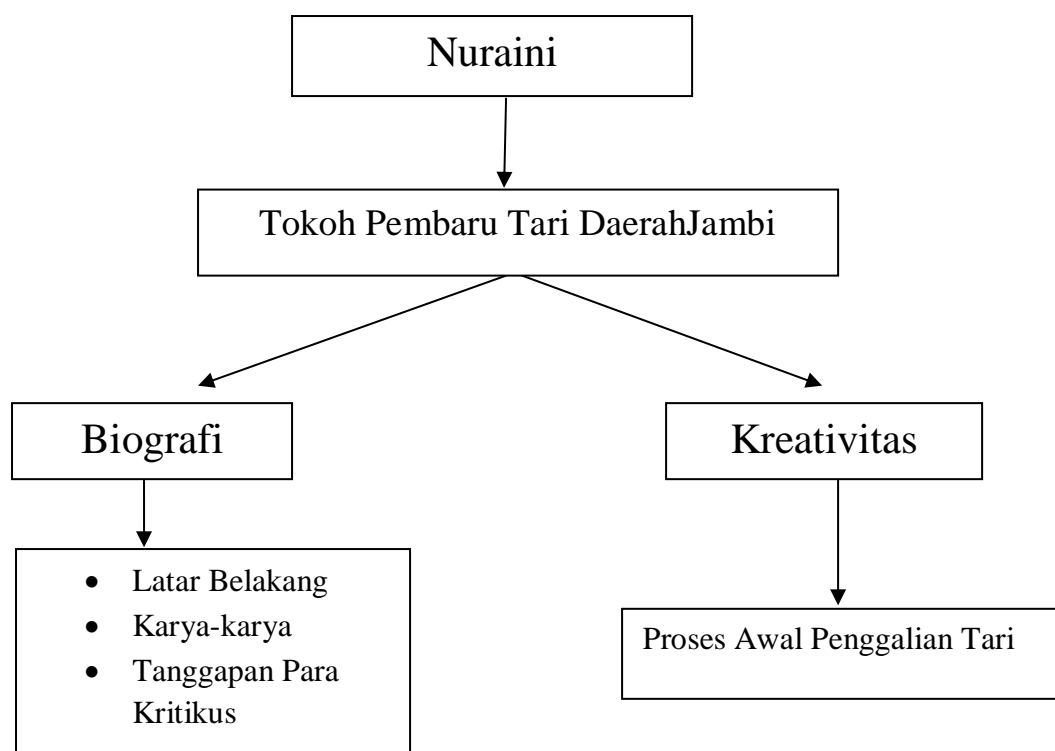 Nuraini
Tokoh Pembaru Tari DaerahJambi
Biografi
Kreativitas
• Latar Belakang
• Karya-karya
• Tanggapan Para
Kritikus
Proses Awal Penggalian Tari